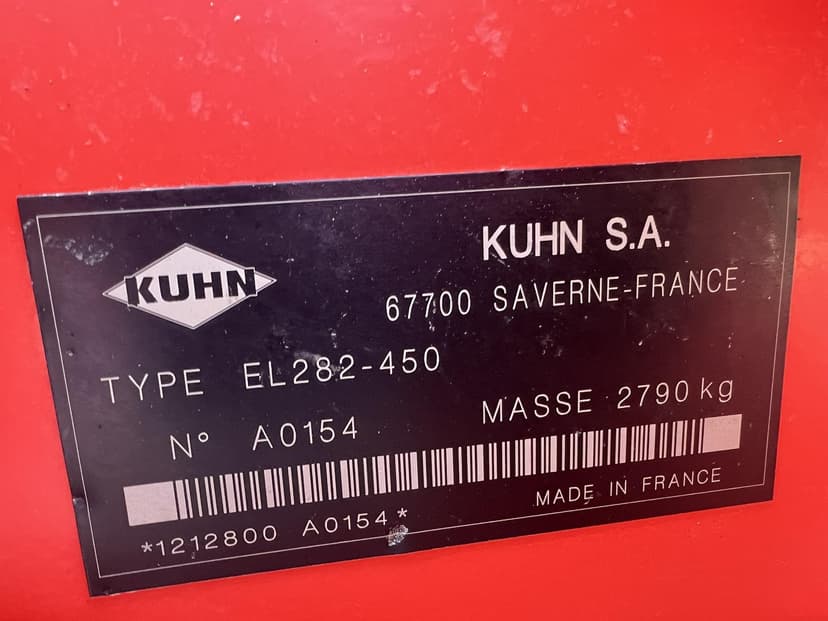 KUHN
KUHN S.A.
67700 SAVERNE-FRANCE
TYPE EL282-450
N° A0154 MASSE 2790 kg
*1212800 A0154*
MADE IN FRANCE